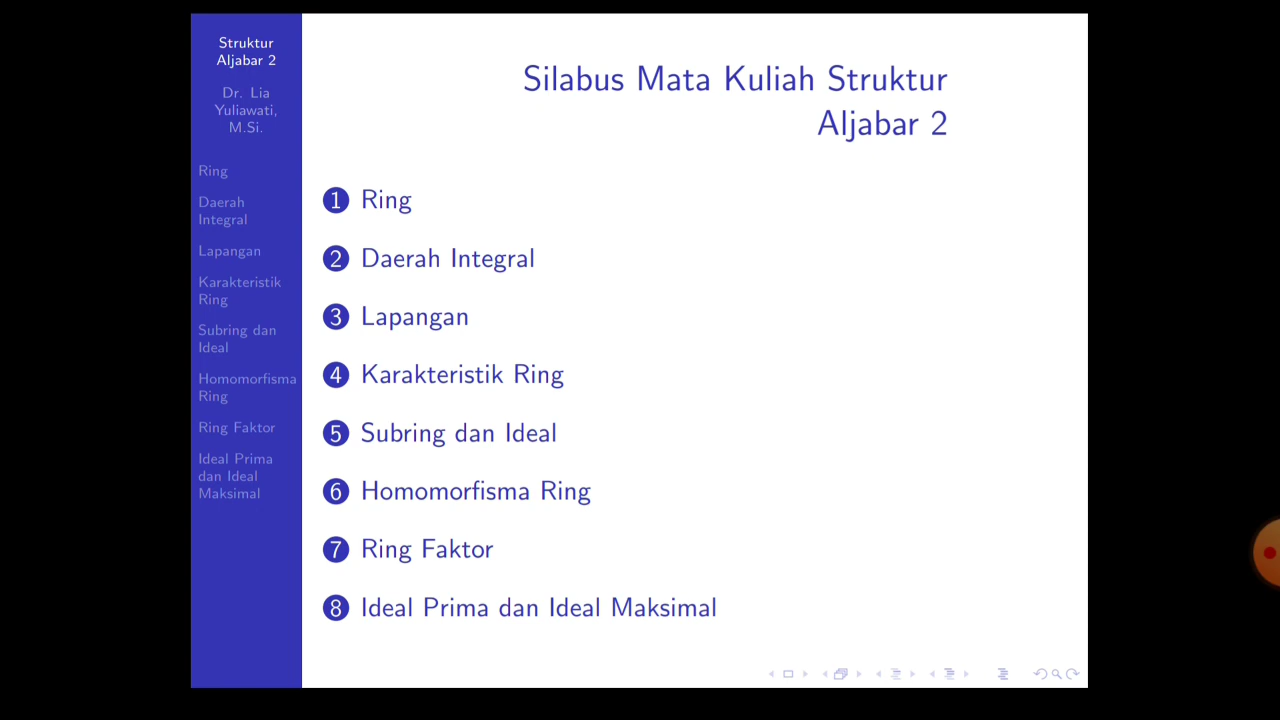 Struktur
Aljabar 2
Dr. Lia
Yuliawati,
M.Si.
Ring
Daerah
Integral
Lapangan
Karakteristik
Ring
Subring dan
Ideal
Homomorfisma
Ring
Ring Faktor
Ideal Prima
dan Ideal
Maksimal
Silabus Mata Kuliah Struktur
Aljabar 2
1 Ring
2 Daerah Integral
3 Lapangan
4 Karakteristik Ring
5 Subring dan Ideal
6 Homomorfisma Ring
7 Ring Faktor
8 Ideal Prima dan Ideal Maksimal